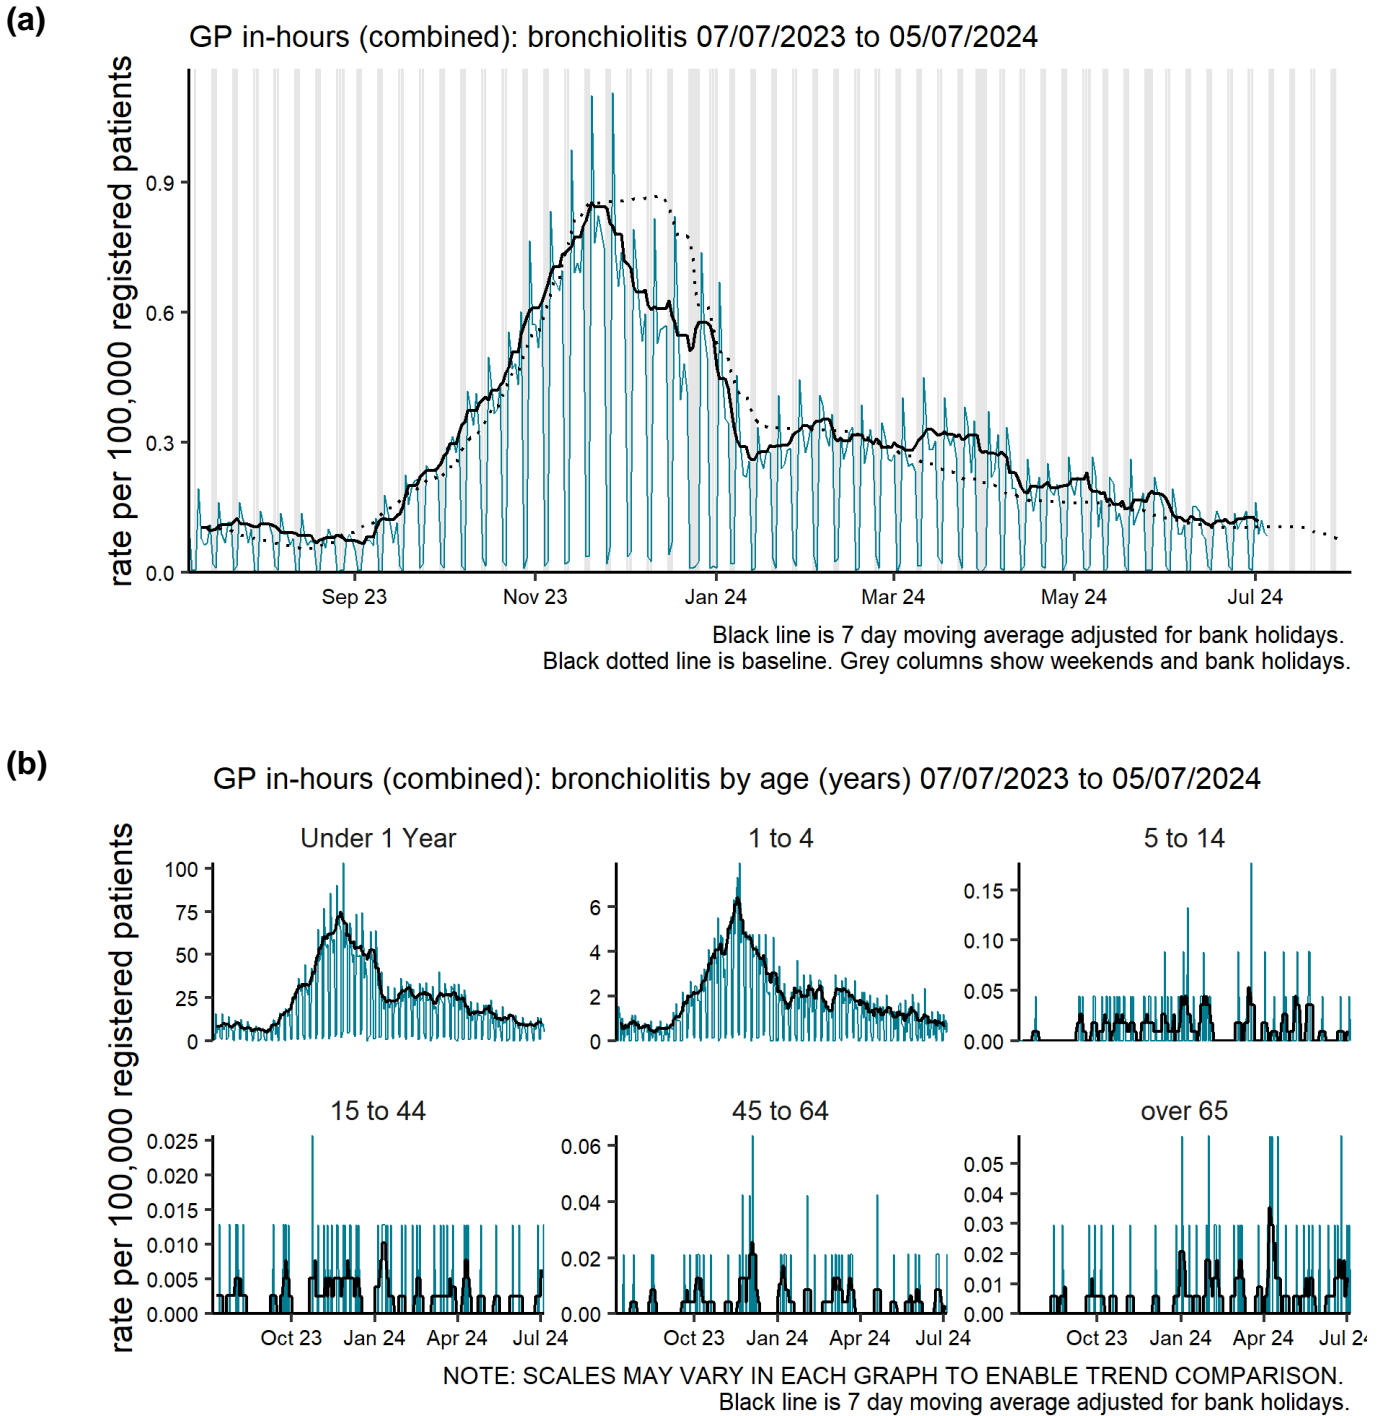 (a)
GP in-hours (combined): bronchiolitis 07/07/2023 to 05/07/2024
rate per 100,000 registered patients
0.9
0.6
0.3
0.0
Sep 23 Nov 23 Jan 24 Mar 24 May 24 Jul 24
Black line is 7 day moving average adjusted for bank holidays.
Black dotted line is baseline. Grey columns show weekends and bank holidays.
(b)
GP in-hours (combined): bronchiolitis by age (years) 07/07/2023 to 05/07/2024
rate per 100,000 registered patients
Under 1 Year
100
75
50
25
0
1 to 4
6
4
2
0
5 to 14
0.15
0.10
0.05
0.00
15 to 44
0.025
0.020
0.015
0.010
0.005
0.000
Oct 23 Jan 24 Apr 24 Jul 24
45 to 64
0.06
0.04
0.02
0.00
Oct 23 Jan 24 Apr 24 Jul 24
over 65
0.05
0.04
0.03
0.02
0.01
0.00
Oct 23 Jan 24 Apr 24 Jul 24
NOTE: SCALES MAY VARY IN EACH GRAPH TO ENABLE TREND COMPARISON.
Black line is 7 day moving average adjusted for bank holidays.